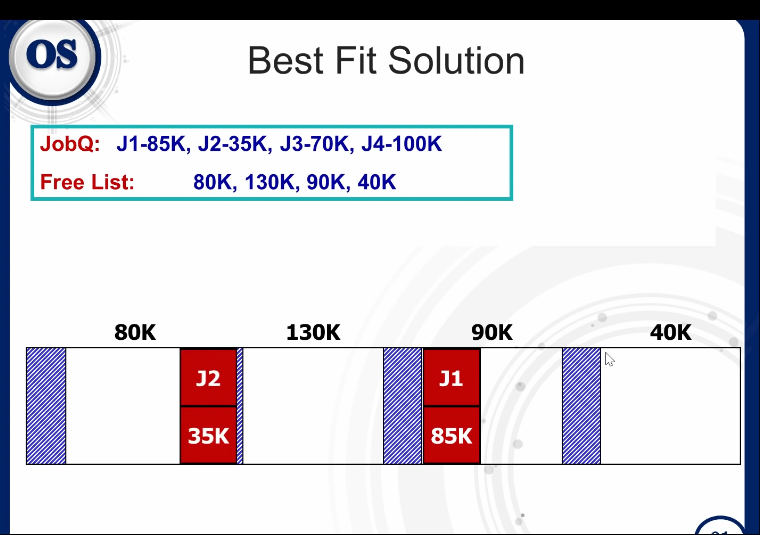 OS
Best Fit Solution
JobQ: J1-85K, J2-35K, J3-70K, J4-100K
Free List: 80K, 130K, 90K, 40K
80K 130K 90K 40K
J2 J1
35K 85K